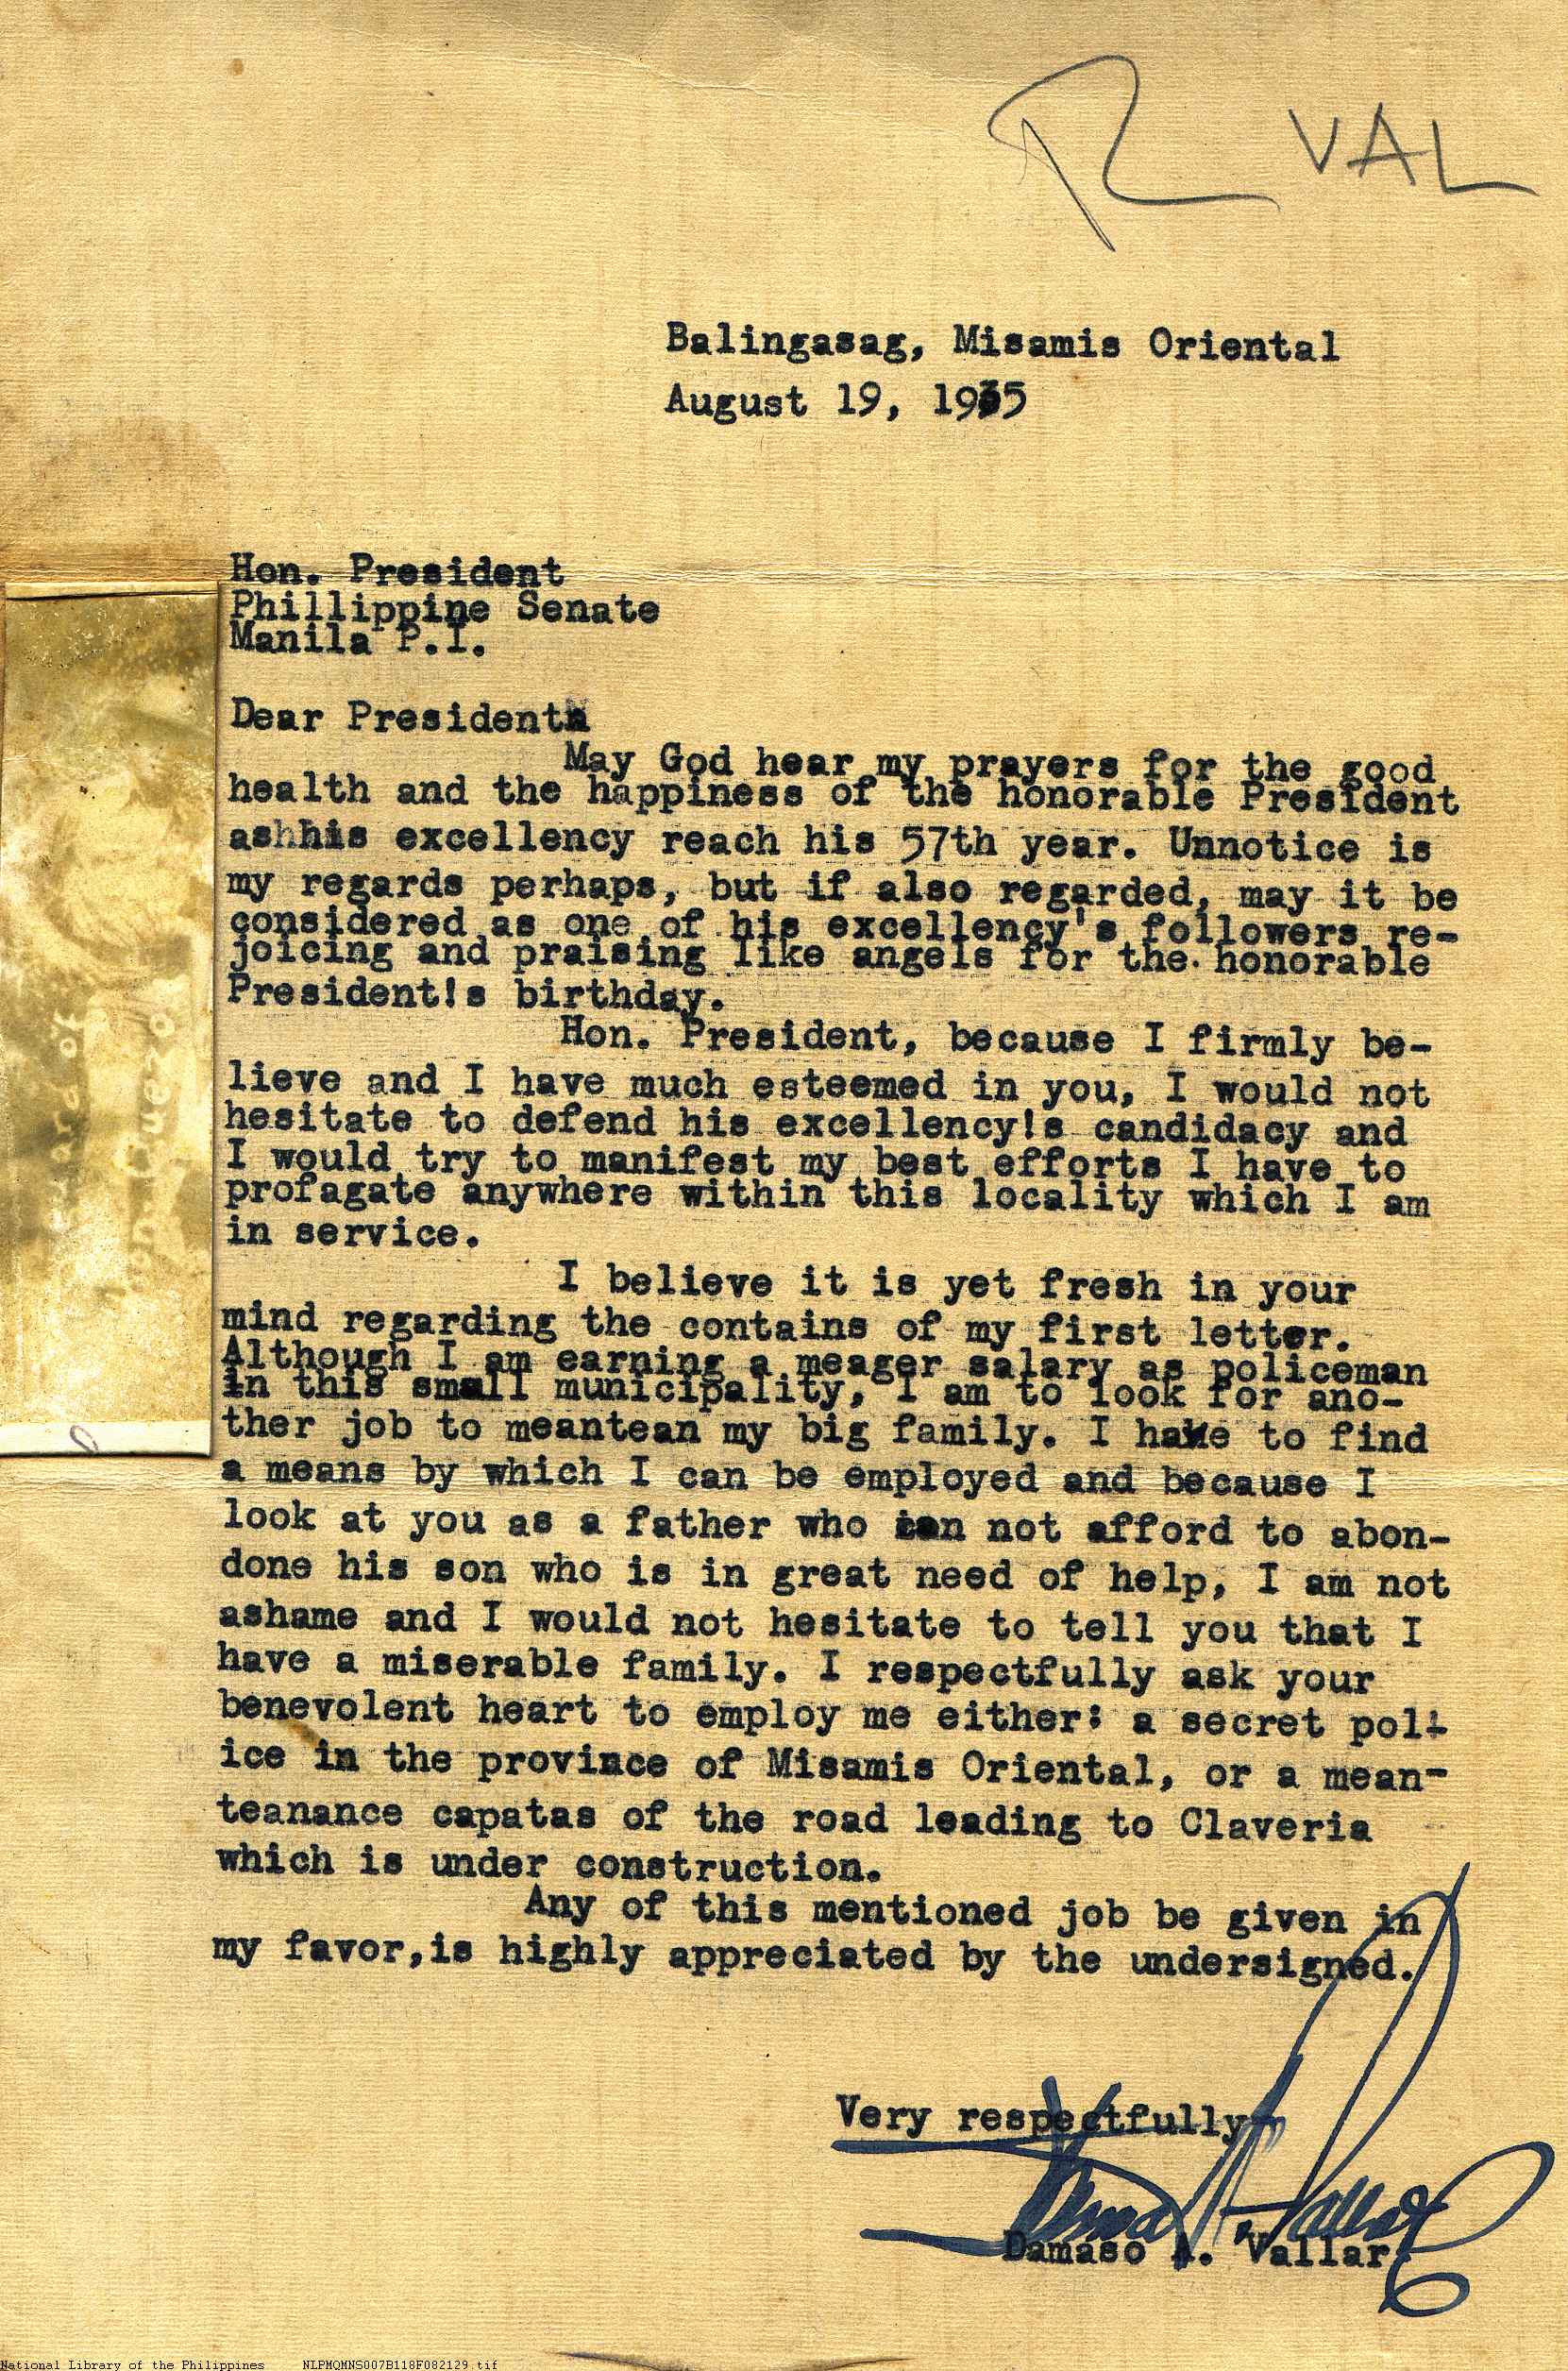 R VAL
Balingasag, Misamis Oriental
August 19, 1935
Hon. President
Phillippine Senate
Manila P.I.
Dear President
May God hear my prayers for the good
health and the happiness of the honorable President
ashhis excellency reach his 57th year. Unnotice is
my regards perhaps, but if also regarded, may it be
considered as one of his excellency's followers re-
joicing and praising like angels for the honorable
President!s birthday.
Hon. President, because I firmly be-
lieve and I have much esteemed in you, I would not
hesitate to defend his excellency!s candidacy and
I would try to manifest my best efforts I have to
profagate anywhere within this locality which I am
in service.
I believe it is yet fresh in your
mind regarding the contains of my first letter.
Although I am earning a meager salary as policeman
in this small municipality, I am to look for ano-
ther job to meantean my big family. I have to find
a means by which I can be employed and because I
look at you as a father who can not afford to abon-
done his son who is in great need of help, I am not
ashame and I would not hesitate to tell you that I
have a miserable family. I respectfully ask your
benevolent heart to employ me either: a secret pol-
ice in the province of Misamis Oriental, or a mean-
teanance capatas of the road leading to Claveria
which is under construction.
Any of this mentioned job be given in
my favor,is highly appreciated by the undersigned.
Very respectfully
Damaso A. Vallar
Damaso A. Vallar
National Library of the Philippines NLPMQMNS007B118F082129.tif